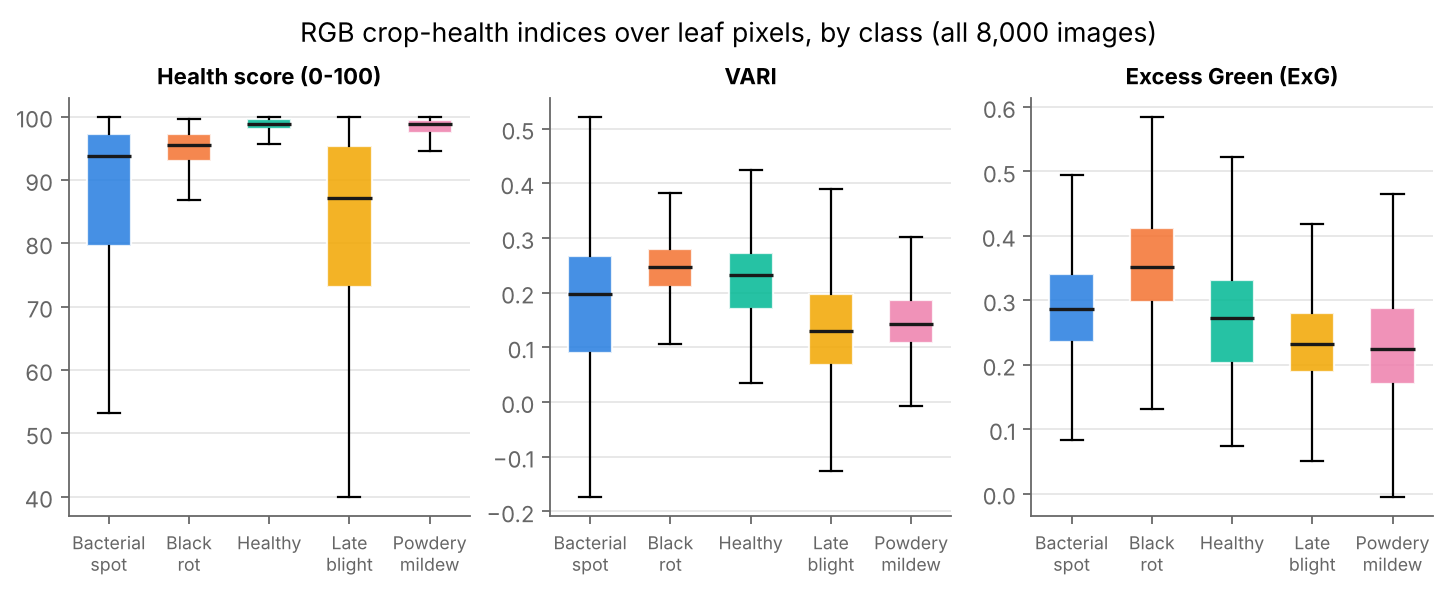 RGB crop-health indices over leaf pixels, by class (all 8,000 images)
Health score (0-100)
100
90
80
70
60
50
40
Bacterial spot
Black rot
Healthy
Late blight
Powdery mildew
VARI
0.5
0.4
0.3
0.2
0.1
0.0
−0.1
−0.2
Bacterial spot
Black rot
Healthy
Late blight
Powdery mildew
Excess Green (ExG)
0.6
0.5
0.4
0.3
0.2
0.1
0.0
Bacterial spot
Black rot
Healthy
Late blight
Powdery mildew